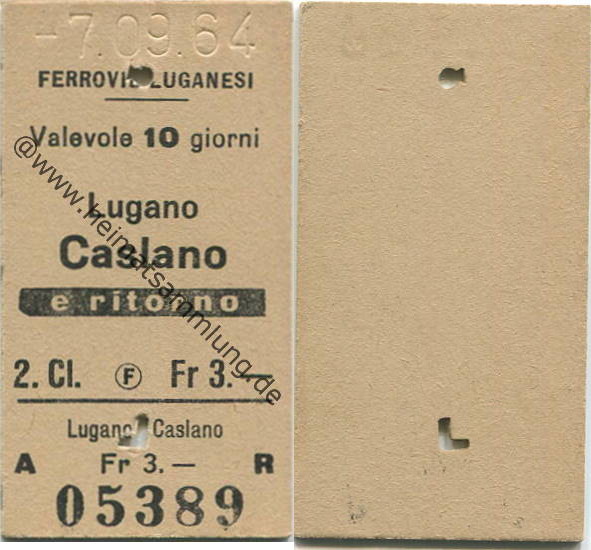 -7.09.64
FERROVIE LUGANESI
Valevole 10 giorni
Lugano
Caslano
e ritorno
2. Cl. F Fr 3.—
Lugano Caslano
A Fr 3.— R
05389
@www.heimatsammlung.de